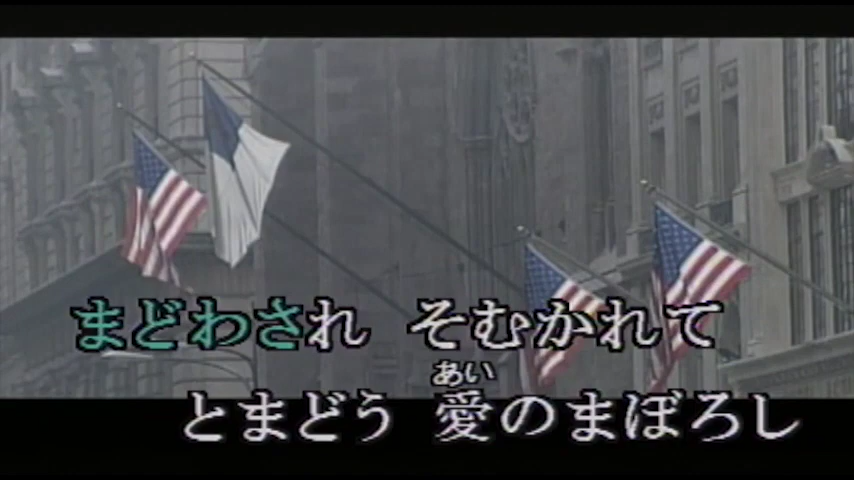 まどわされ そむかれて
あい
とまどう 愛のまぼろし